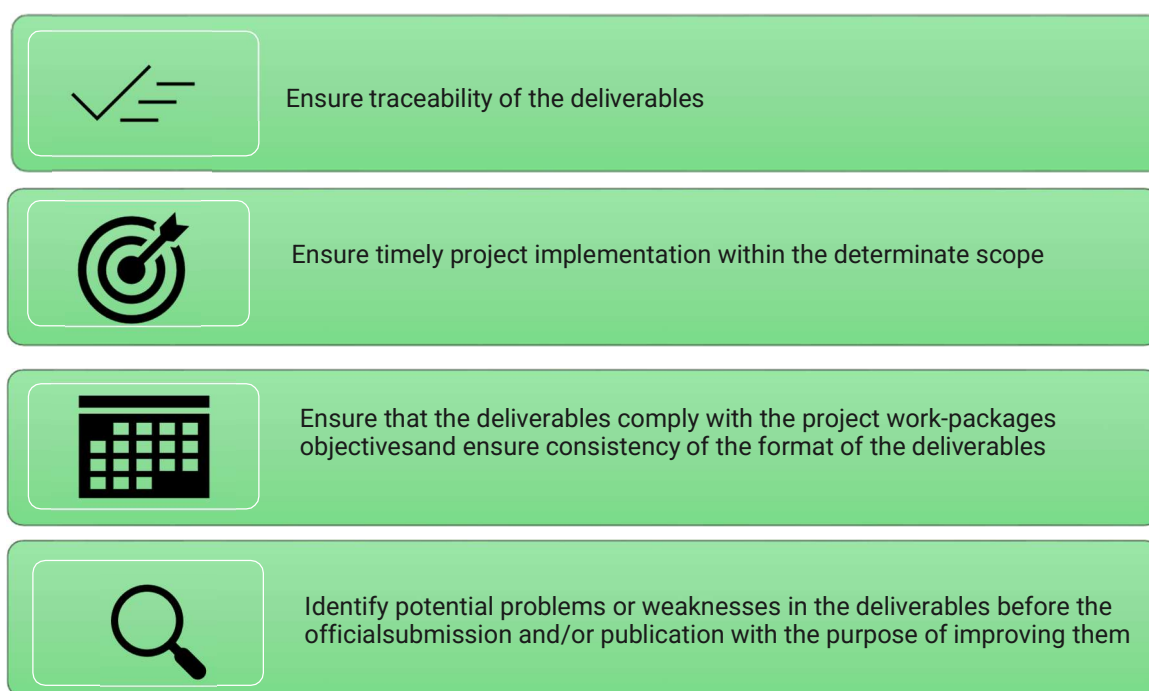 Ensure traceability of the deliverables
Ensure timely project implementation within the determinate scope
Ensure that the deliverables comply with the project work-packages
objectivesand ensure consistency of the format of the deliverables
Identify potential problems or weaknesses in the deliverables before the
officialsubmission and/or publication with the purpose of improving them